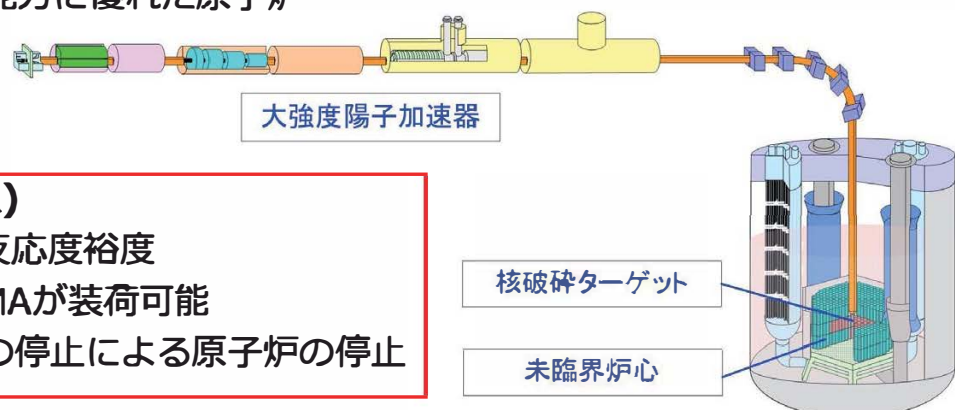 能力に優れた原子炉
大強度陽子加速器
)
応度裕度
MAが装荷可能
の停止による原子炉の停止
核破砕ターゲット
未臨界炉心